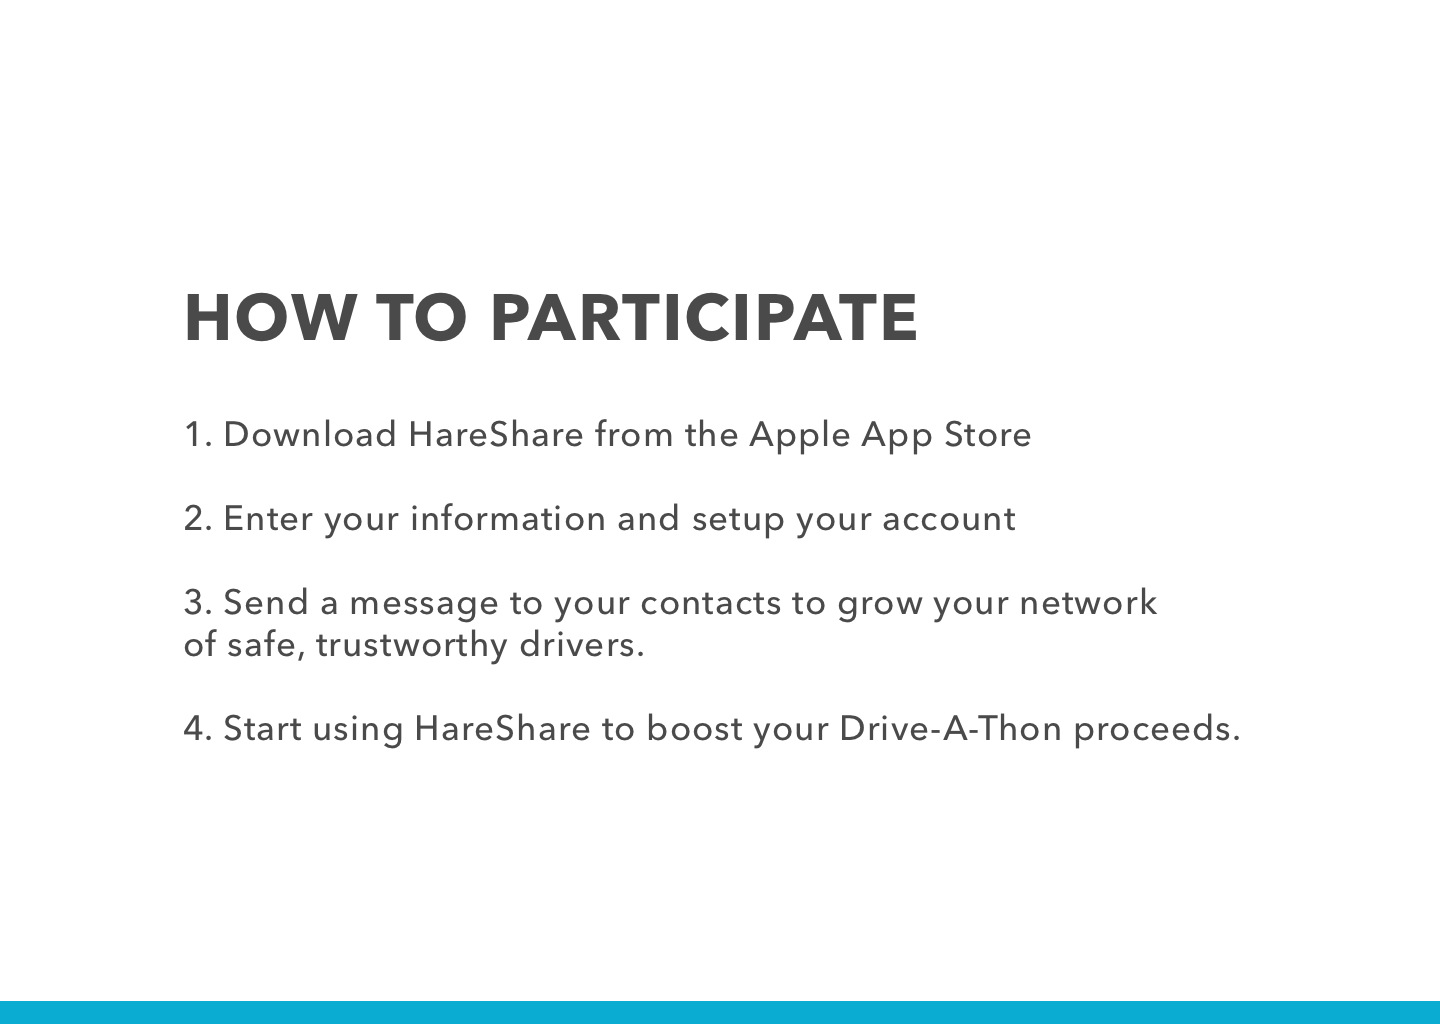 HOW TO PARTICIPATE
1. Download HareShare from the Apple App Store
2. Enter your information and setup your account
3. Send a message to your contacts to grow your network
of safe, trustworthy drivers.
4. Start using HareShare to boost your Drive-A-Thon proceeds.